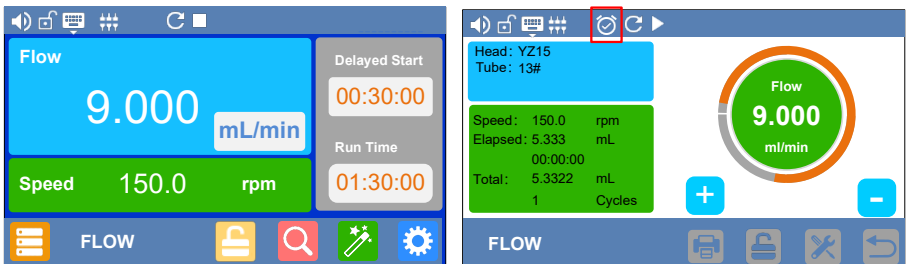 Flow
9.000
mL/min
Speed 150.0 rpm
Delayed Start
00:30:00
Run Time
01:30:00
FLOW
Head: YZ15
Tube: 13#
Speed: 150.0 rpm
Elapsed: 5.333 mL
00:00:00
Total: 5.3322 mL
1 Cycles
Flow
9.000
ml/min
+
-
FLOW